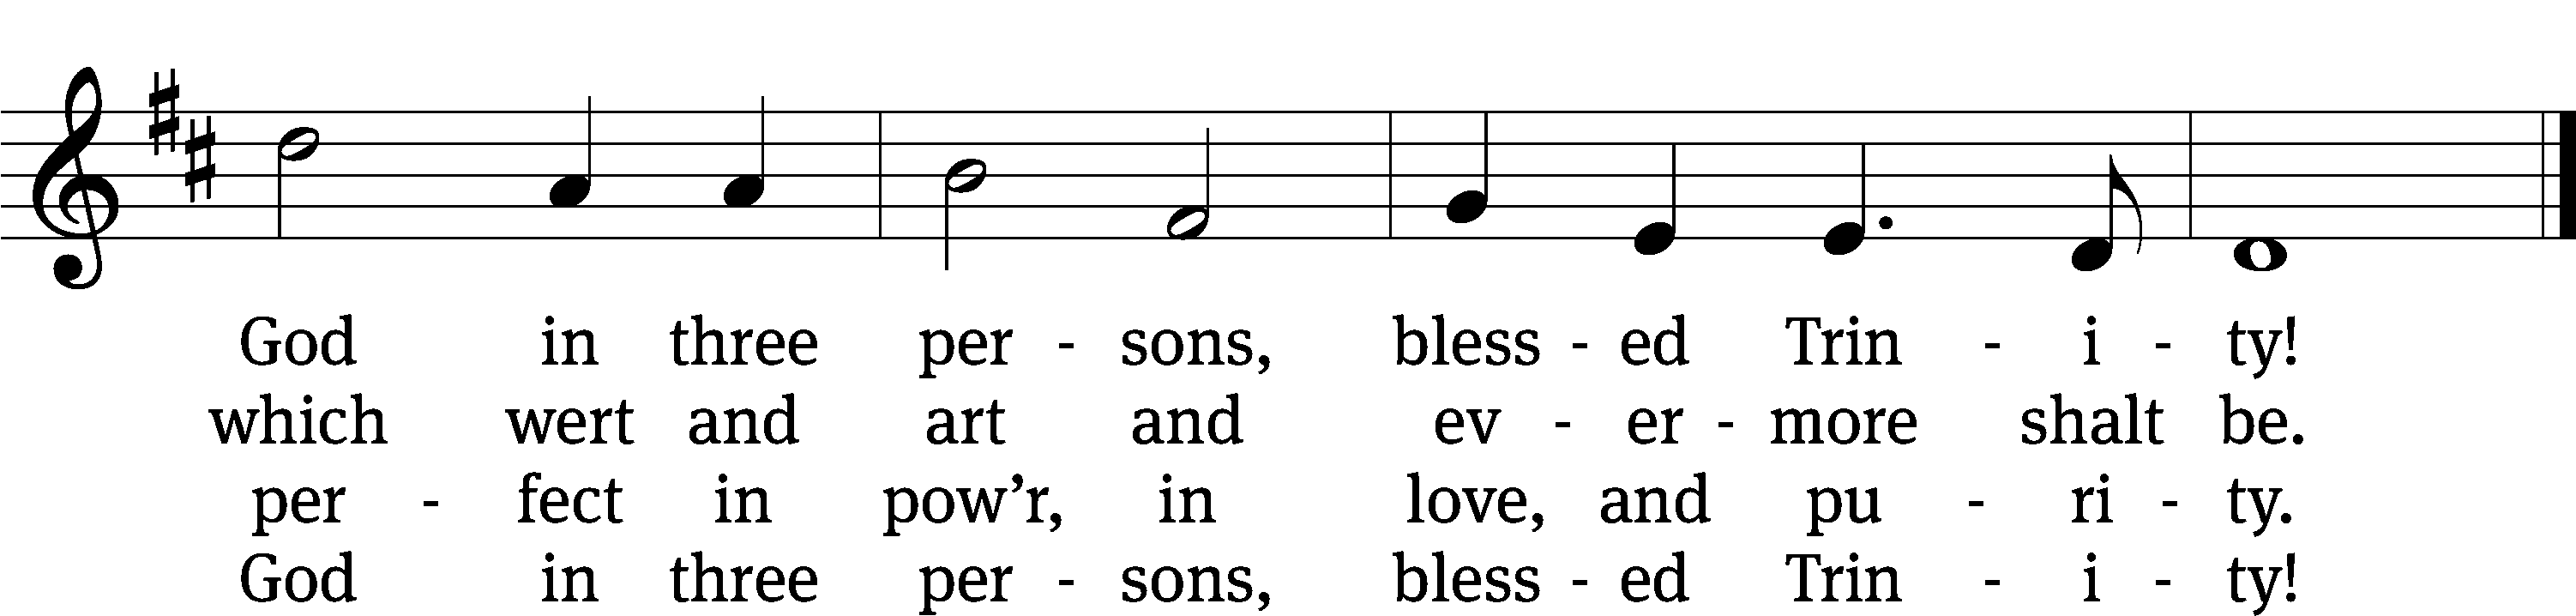 God in three per - sons, bless - ed Trin - i - ty!
which wert and art and ev - er - more shalt be.
per - fect in pow’r, in love, and pu - ri - ty.
God in three per - sons, bless - ed Trin - i - ty!